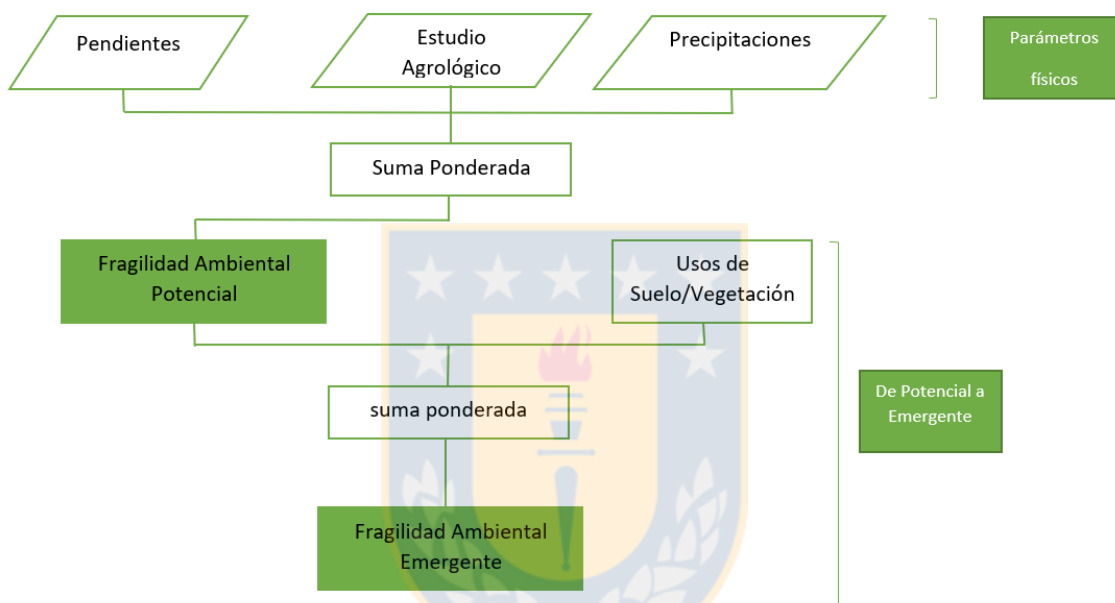 Pendientes
Estudio
Agrológico
Precipitaciones
Parámetros
físicos
Suma Ponderada
Fragilidad Ambiental
Potencial
Usos de
Suelo/Vegetación
suma ponderada
De Potencial a
Emergente
Fragilidad Ambiental
Emergente